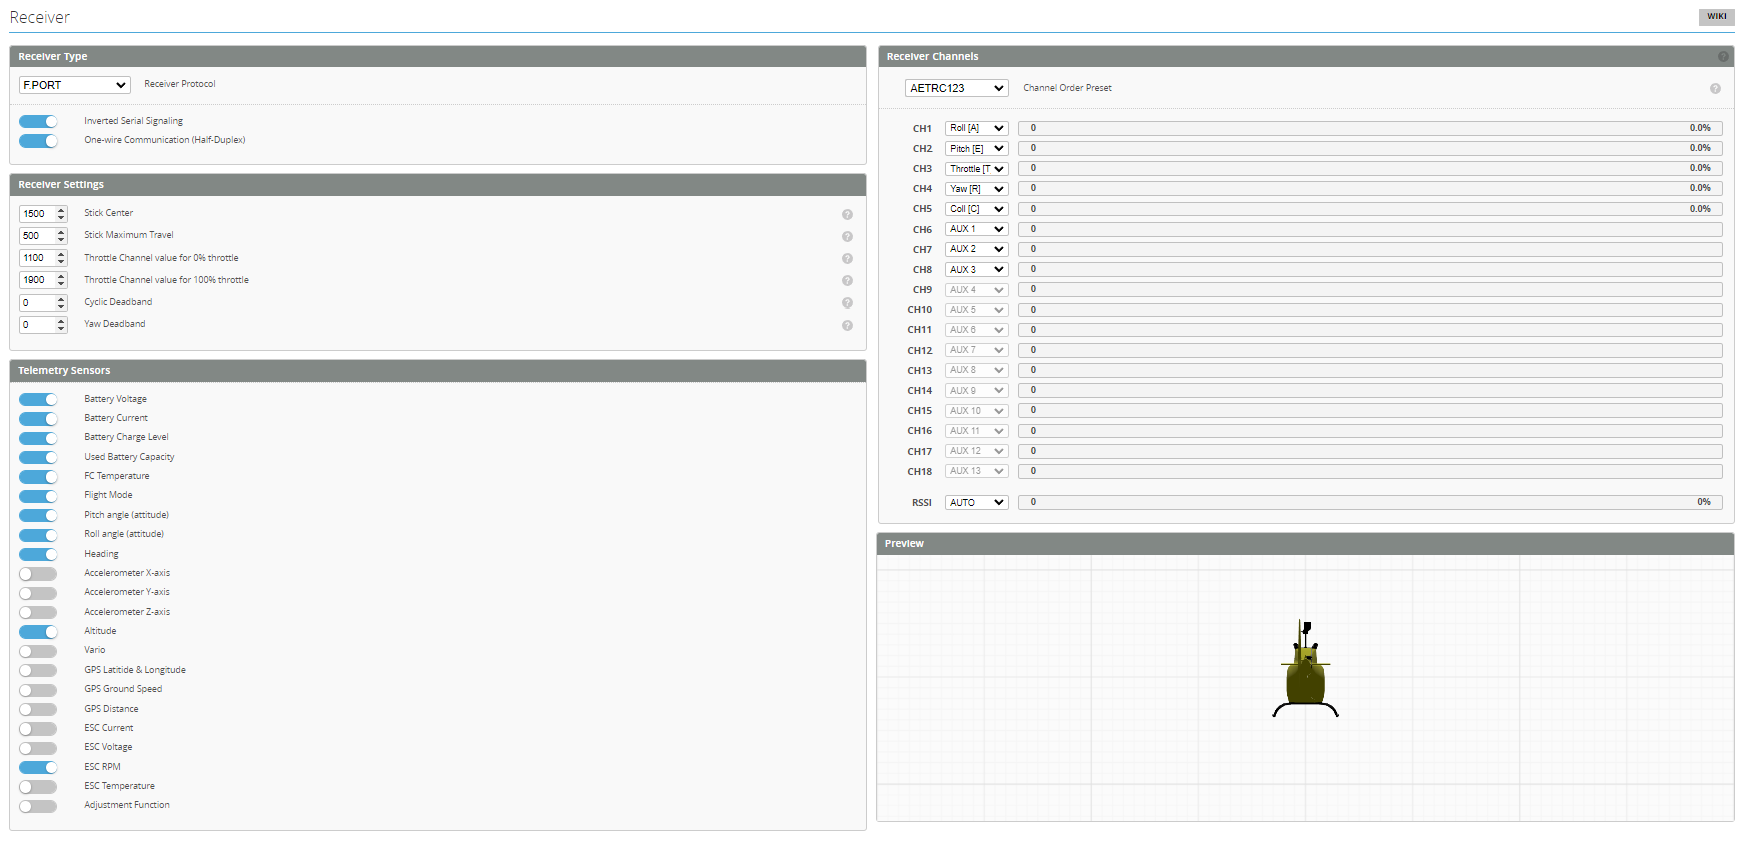 Receiver
WIKI
Receiver Type
F.PORT Receiver Protocol
Inverted Serial Signaling
One-wire Communication (Half-Duplex)
Receiver Settings
1500 Stick Center ?
500 Stick Maximum Travel ?
1100 Throttle Channel value for 0% throttle ?
1900 Throttle Channel value for 100% throttle ?
0 Cyclic Deadband ?
0 Yaw Deadband ?
Telemetry Sensors
Battery Voltage
Battery Current
Battery Charge Level
Used Battery Capacity
FC Temperature
Flight Mode
Pitch angle (attitude)
Roll angle (attitude)
Heading
Accelerometer X-axis
Accelerometer Y-axis
Accelerometer Z-axis
Altitude
Vario
GPS Latitide & Longitude
GPS Ground Speed
GPS Distance
ESC Current
ESC Voltage
ESC RPM
ESC Temperature
Adjustment Function
Receiver Channels ?
AETRC123 Channel Order Preset ?
CH1 Roll [A] 0 0.0%
CH2 Pitch [E] 0 0.0%
CH3 Throttle [T 0 0.0%
CH4 Yaw [R] 0 0.0%
CH5 Coll [C] 0 0.0%
CH6 AUX 1 0
CH7 AUX 2 0
CH8 AUX 3 0
CH9 AUX 4 0
CH10 AUX 5 0
CH11 AUX 6 0
CH12 AUX 7 0
CH13 AUX 8 0
CH14 AUX 9 0
CH15 AUX 10 0
CH16 AUX 11 0
CH17 AUX 12 0
CH18 AUX 13 0
RSSI AUTO 0 0%
Preview